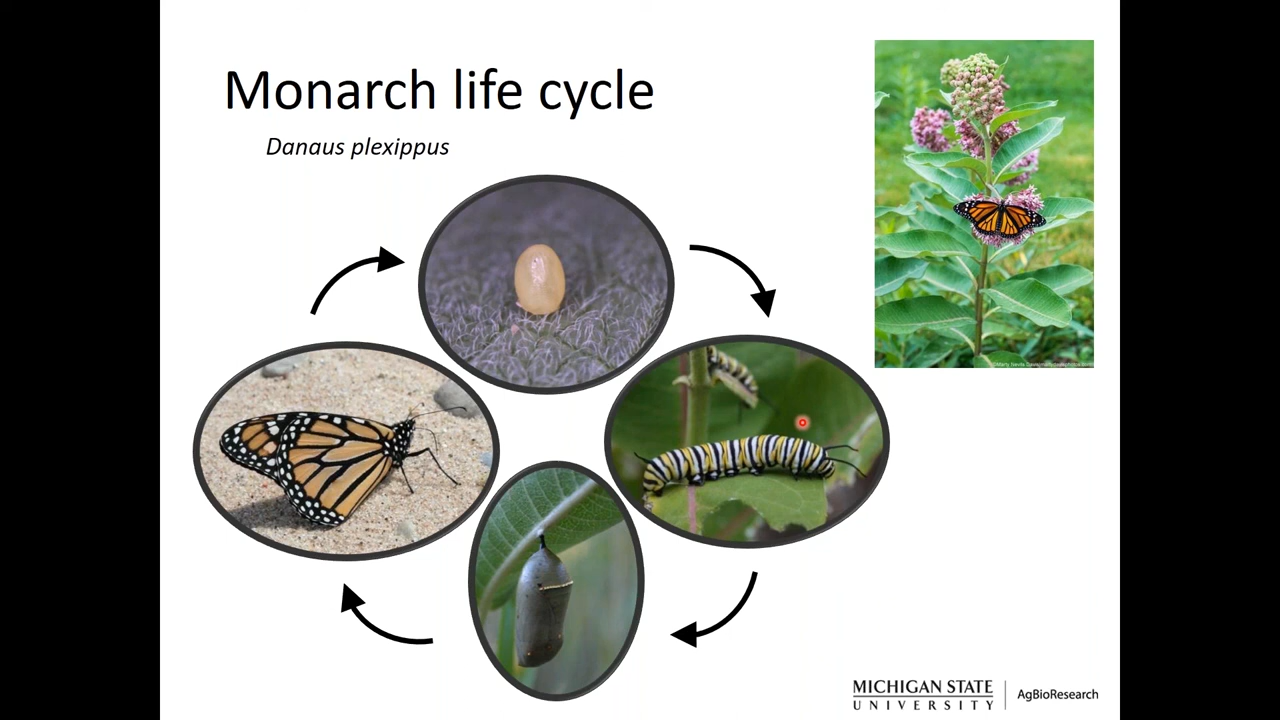 Monarch life cycle
Danaus plexippus
MICHIGAN STATE
UNIVERSITY
AgBioResearch